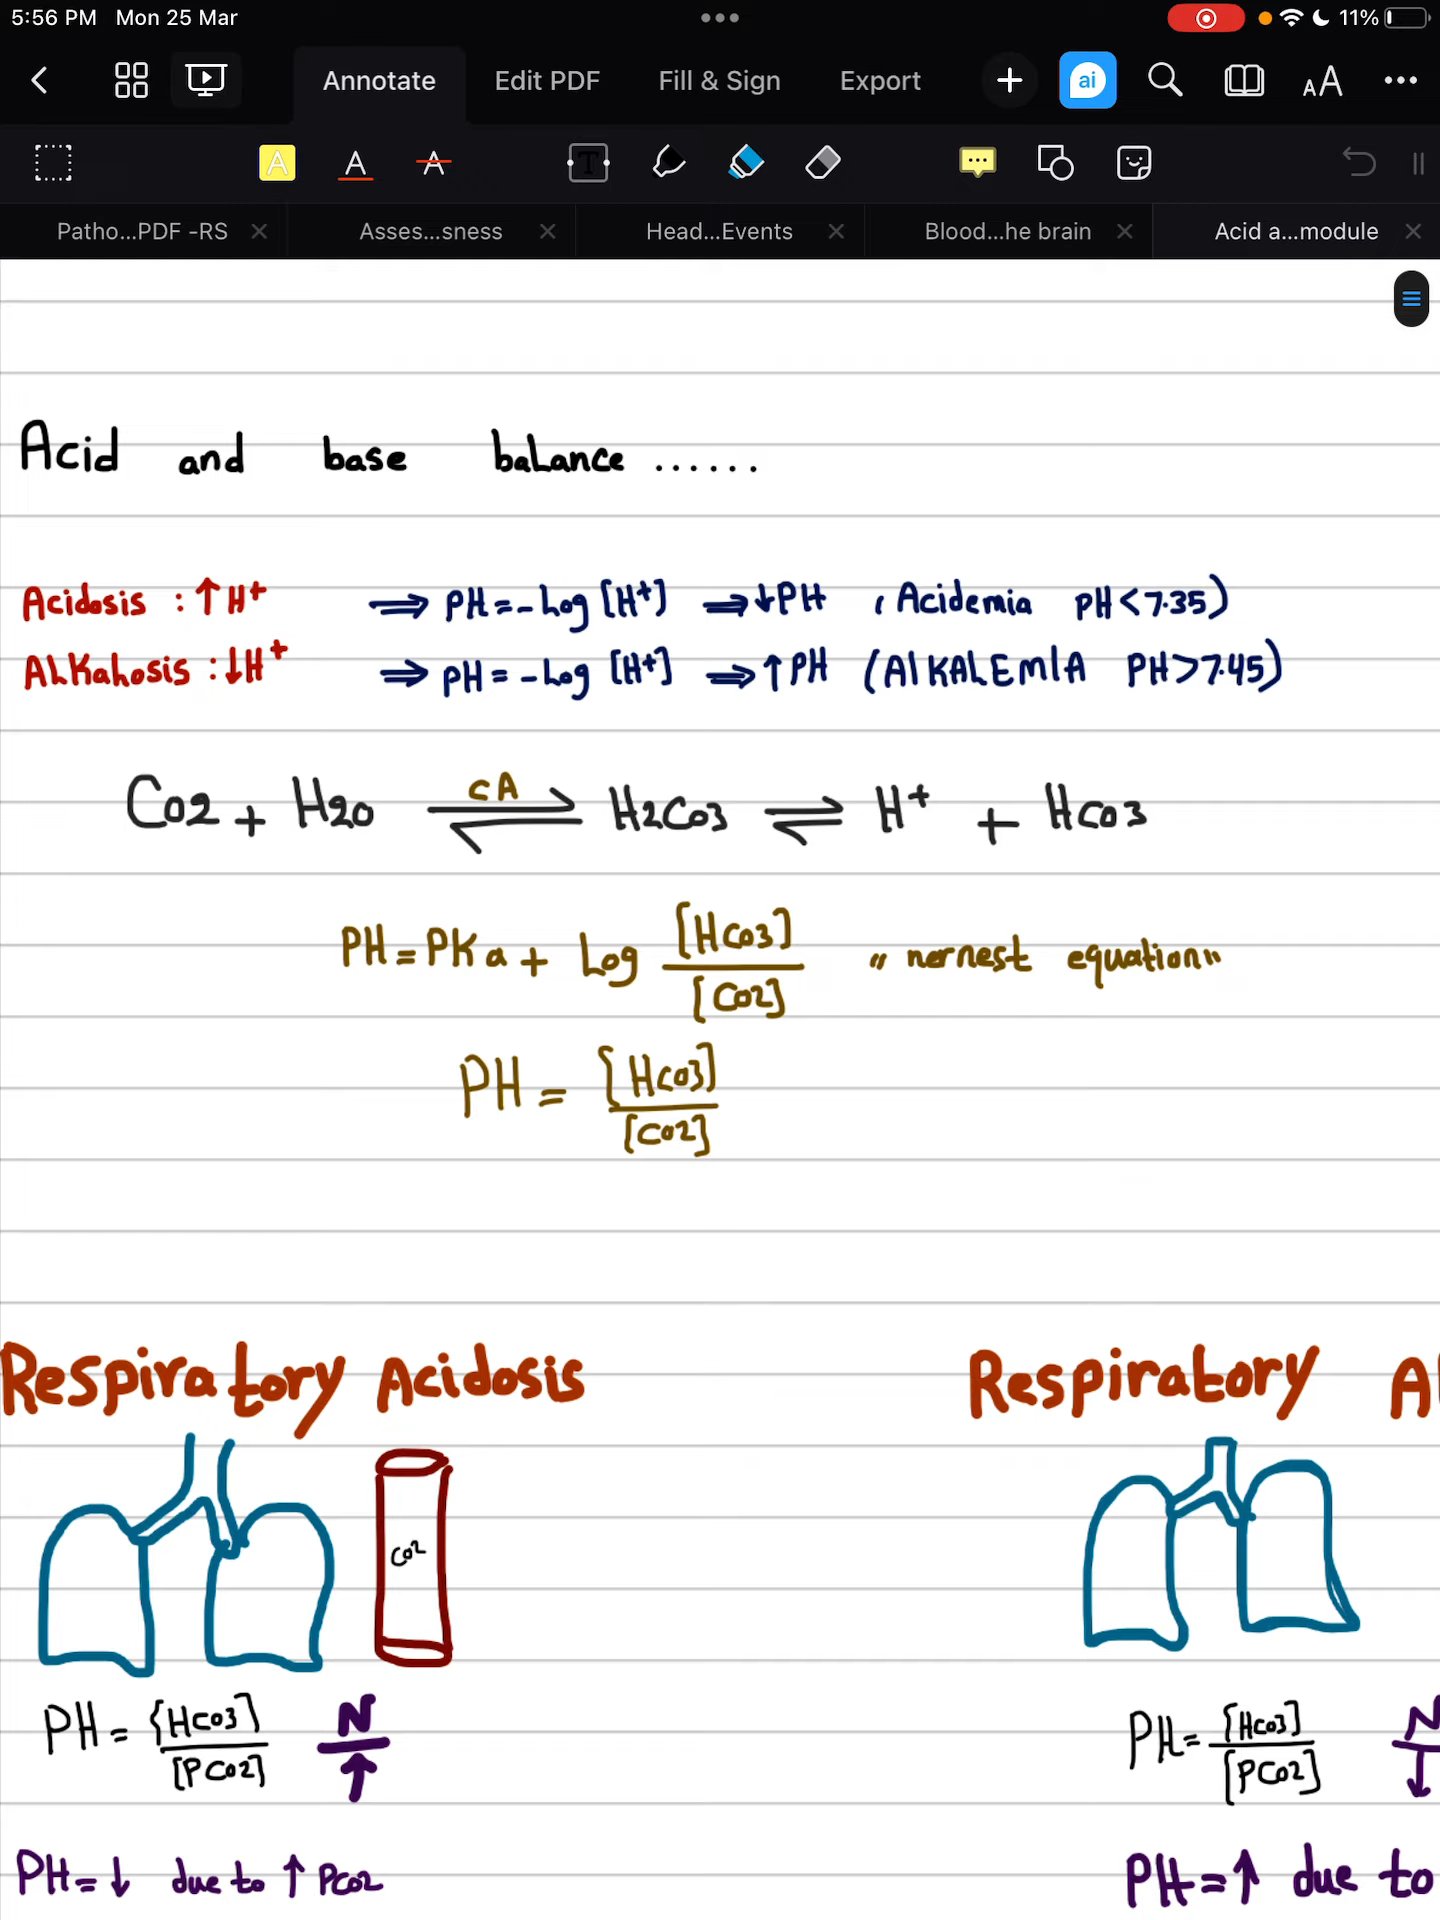 5:56 PM Mon 25 Mar 11%
Annotate Edit PDF Fill & Sign Export ai AA
A A A T
Patho...PDF -RS Asses...sness Head...Events Blood...he brain Acid a...module
Acid and base baLance ......
Acidosis : ↑ H+ ⇒ PH = - Log [H+] ⇒ ↓ PH ( Acidemia PH < 7.35)
ALKaLosis : ↓ H+ ⇒ PH = - Log [H+] ⇒ ↑ PH (AlKALEMIA PH > 7.45)
Co2 + H2o ⇌ CA H2Co3 ⇌ H+ + Hco3
PH = PKa + Log [Hco3] / [Co2] " nernest equation "
PH = [Hco3] / [Co2]
Respiratory Acidosis
Respiratory Al
Co2
PH = [Hco3] / [PCo2] N / ↑
PH = [Hco3] / [PCo2] N / ↓
PH = ↓ due to ↑ Pco2
PH = ↑ due to